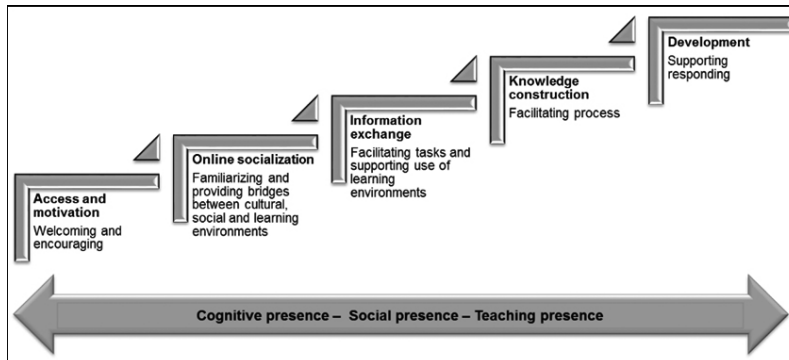 Development
Supporting
responding
Knowledge
construction
Facilitating process
Information
exchange
Facilitating tasks and
supporting use of
learning
environments
Online socialization
Familiarizing and
providing bridges
between cultural,
social and learning
environments
Access and
motivation
Welcoming and
encouraging
Cognitive presence – Social presence – Teaching presence